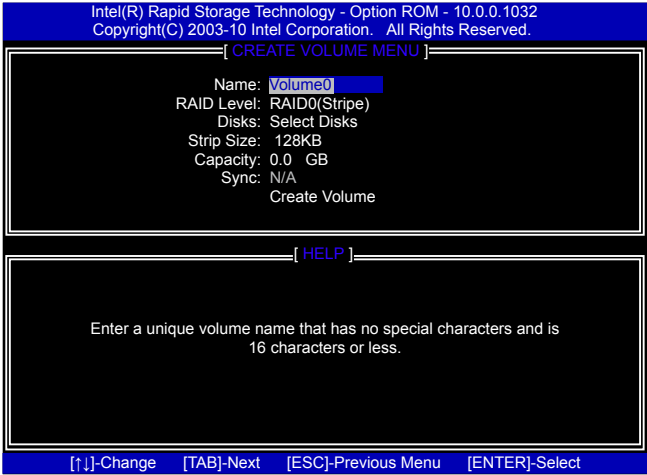 Intel(R) Rapid Storage Technology - Option ROM - 10.0.0.1032
Copyright(C) 2003-10 Intel Corporation. All Rights Reserved.
[ CREATE VOLUME MENU ]
Name: Volume0
RAID Level: RAID0(Stripe)
Disks: Select Disks
Strip Size: 128KB
Capacity: 0.0 GB
Sync: N/A
Create Volume
[ HELP ]
Enter a unique volume name that has no special characters and is
16 characters or less.
[↑↓]-Change [TAB]-Next [ESC]-Previous Menu [ENTER]-Select